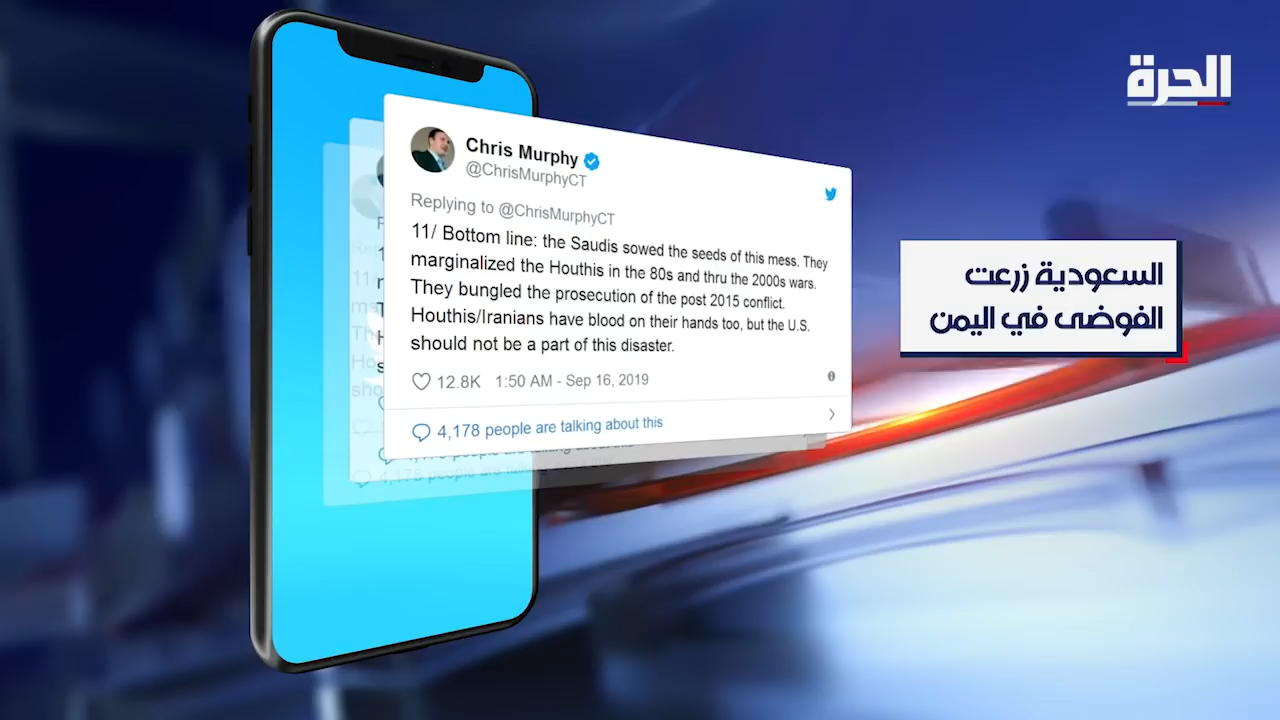 الحرة
Chris Murphy
@ChrisMurphyCT
Replying to @ChrisMurphyCT
11/ Bottom line: the Saudis sowed the seeds of this mess. They
marginalized the Houthis in the 80s and thru the 2000s wars.
They bungled the prosecution of the post 2015 conflict.
Houthis/Iranians have blood on their hands too, but the U.S.
should not be a part of this disaster.
12.8K 1:50 AM - Sep 16, 2019
4,178 people are talking about this
السعودية زرعت
الفوضى في اليمن